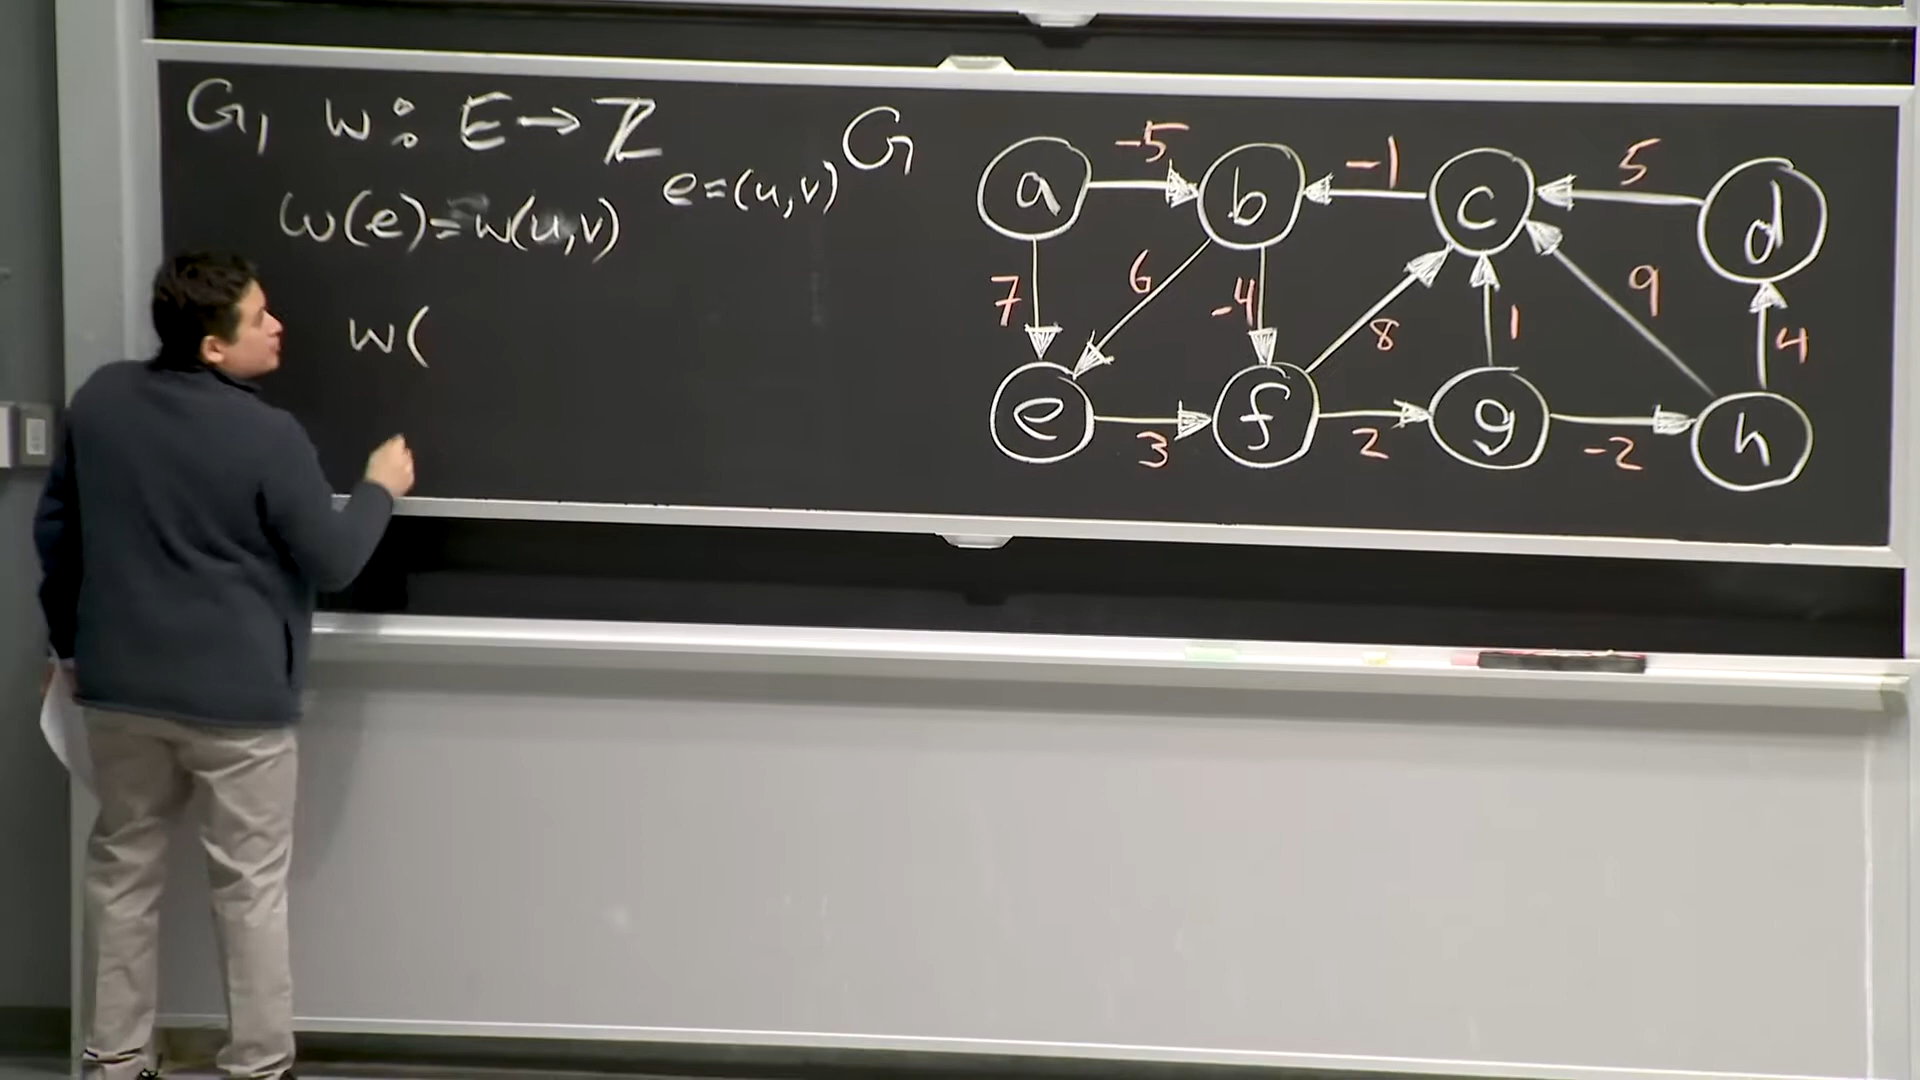 G, w: E→ℤ
e=(u,v)
w(e)=w(u,v)
w(
G
-5 -1 5
a b c d
7 6 -4 8 1 9 4
e f g h
3 2 -2